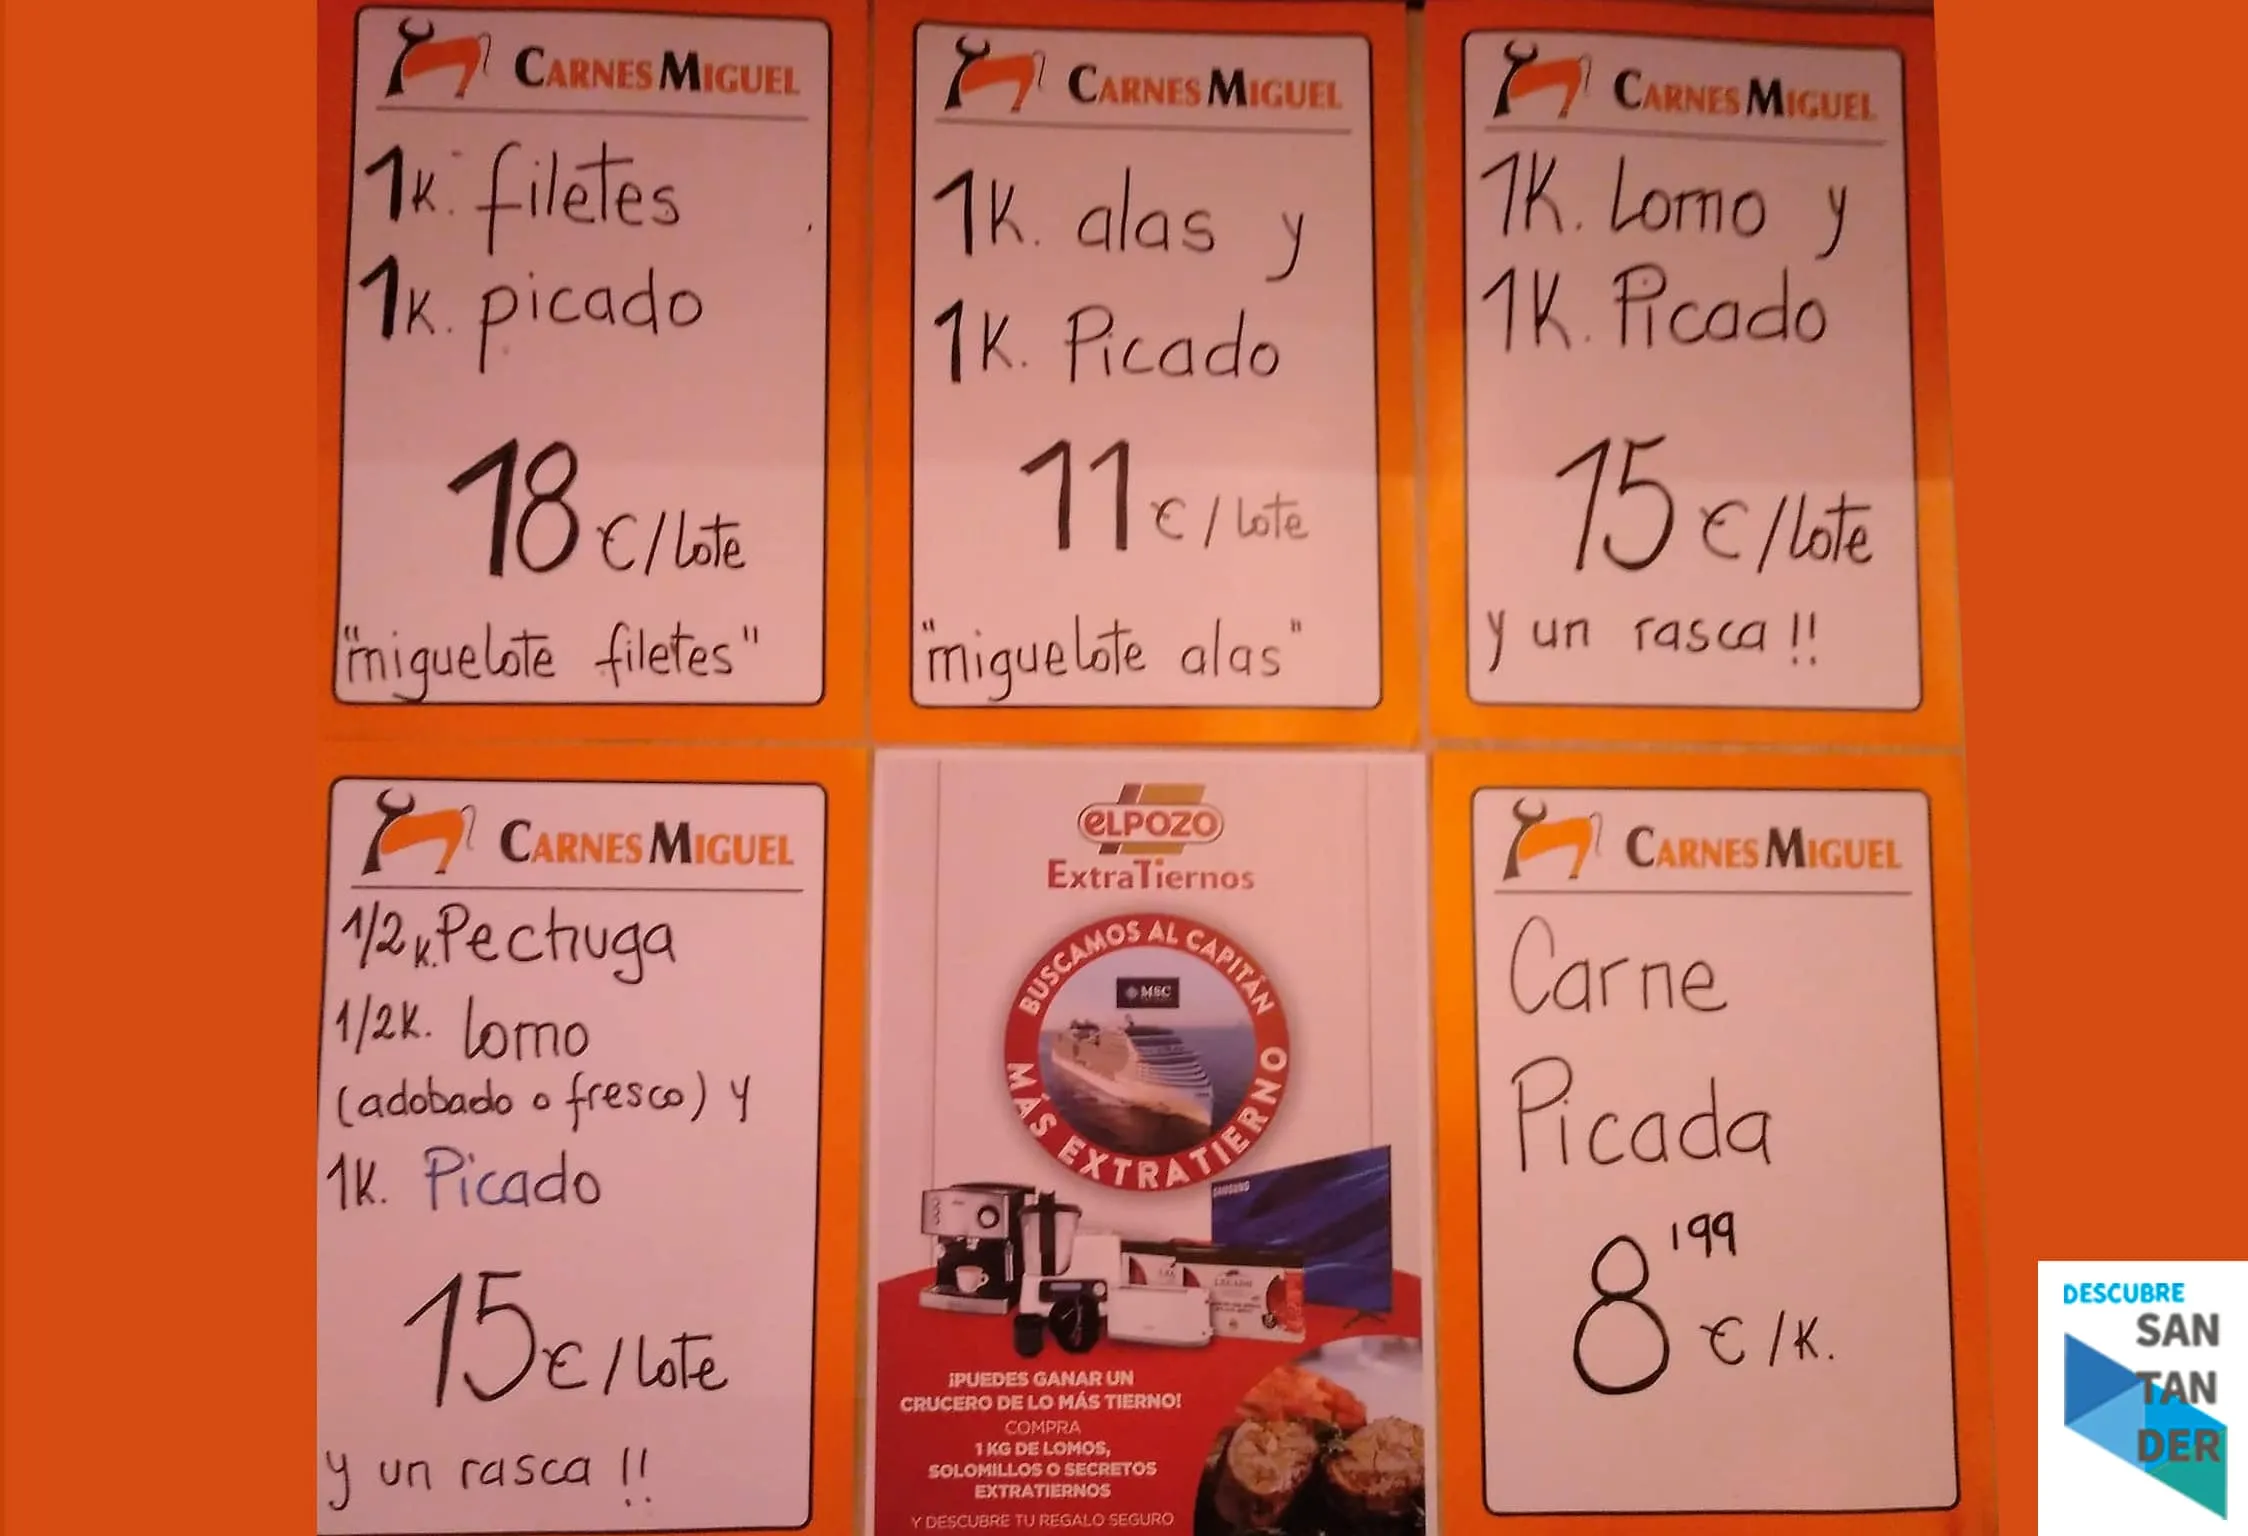 CARNES MIGUEL
1K. filetes
1K. picado
18 €/Lote
"miguelote filetes"
CARNES MIGUEL
1K. alas y
1K. Picado
11 €/Lote
"miguelote alas"
CARNES MIGUEL
1K. Lomo y
1K. Picado
15 €/Lote
y un rasca!!
CARNES MIGUEL
1/2 K. Pechuga
1/2K. Lomo
(adobado o fresco) y
1K. Picado
15 €/Lote
y un rasca!!
ELPOZO
ExtraTiernos
BUSCAMOS AL CAPITÁN
MSC
MÁS EXTRATIERNO
SAMSUNG
¡PUEDES GANAR UN
CRUCERO DE LO MÁS TIERNO!
COMPRA
1 KG DE LOMOS,
SOLOMILLOS O SECRETOS
EXTRATIERNOS
Y DESCUBRE TU REGALO SEGURO
CARNES MIGUEL
Carne
Picada
8'99 €/K.
DESCUBRE
SAN
TAN
DER